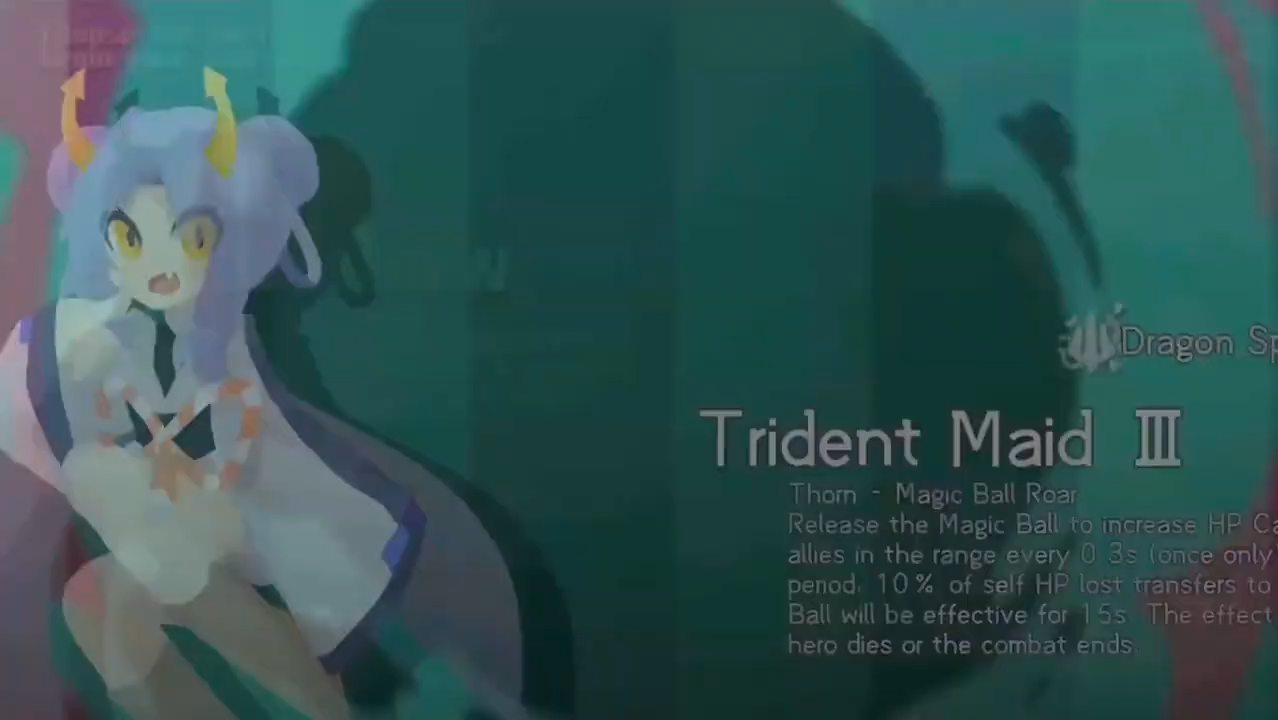 Dragon
Trident Maid III
Thorn - Magic Ball Roar
Release the Magic Ball to increase HP
allies in the range every 0 3s (once only
period. 10% of self HP lost transfers to
Ball will be effective for 15s The effect
hero dies or the combat ends